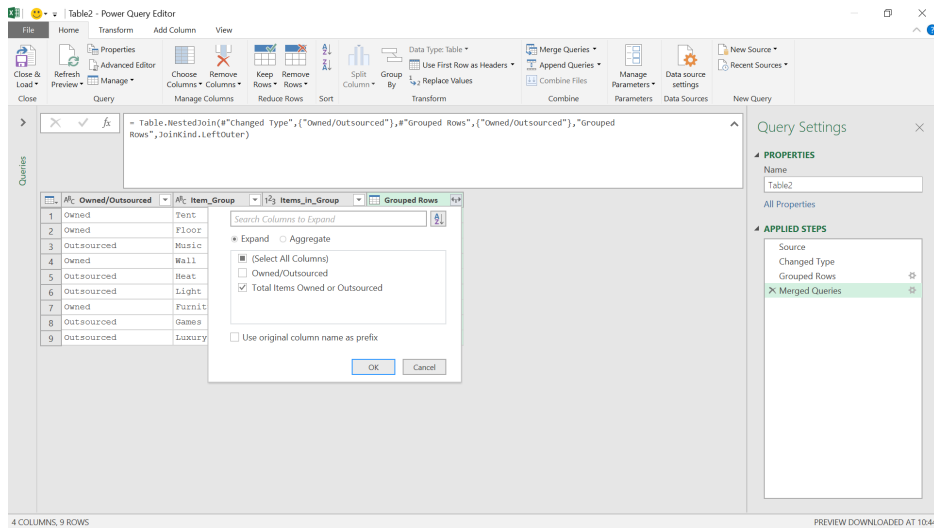 Table2 - Power Query Editor
File Home Transform Add Column View
Close & Load
Close
Refresh Preview
Properties
Advanced Editor
Manage
Query
Choose Columns
Remove Columns
Manage Columns
Keep Rows
Remove Rows
Reduce Rows
Sort
Split Column
Group By
Data Type: Table
Use First Row as Headers
1→2 Replace Values
Transform
Merge Queries
Append Queries
Combine Files
Combine
Manage Parameters
Parameters
Data source settings
Data Sources
New Source
Recent Sources
New Query
fx
= Table.NestedJoin(#"Changed Type",{"Owned/Outsourced"},#"Grouped Rows",{"Owned/Outsourced"},"Grouped
Rows",JoinKind.LeftOuter)
Queries
ABC Owned/Outsourced ABC Item_Group 123 Items_in_Group Grouped Rows
1 Owned Tent
2 Owned Floor
3 Outsourced Music
4 Owned Wall
5 Outsourced Heat
6 Outsourced Light
7 Owned Furnit
8 Outsourced Games
9 Outsourced Luxury
Search Columns to Expand
Expand Aggregate
(Select All Columns)
Owned/Outsourced
Total Items Owned or Outsourced
Use original column name as prefix
OK Cancel
Query Settings
PROPERTIES
Name
Table2
All Properties
APPLIED STEPS
Source
Changed Type
Grouped Rows
Merged Queries
4 COLUMNS, 9 ROWS
PREVIEW DOWNLOADED AT 10:4